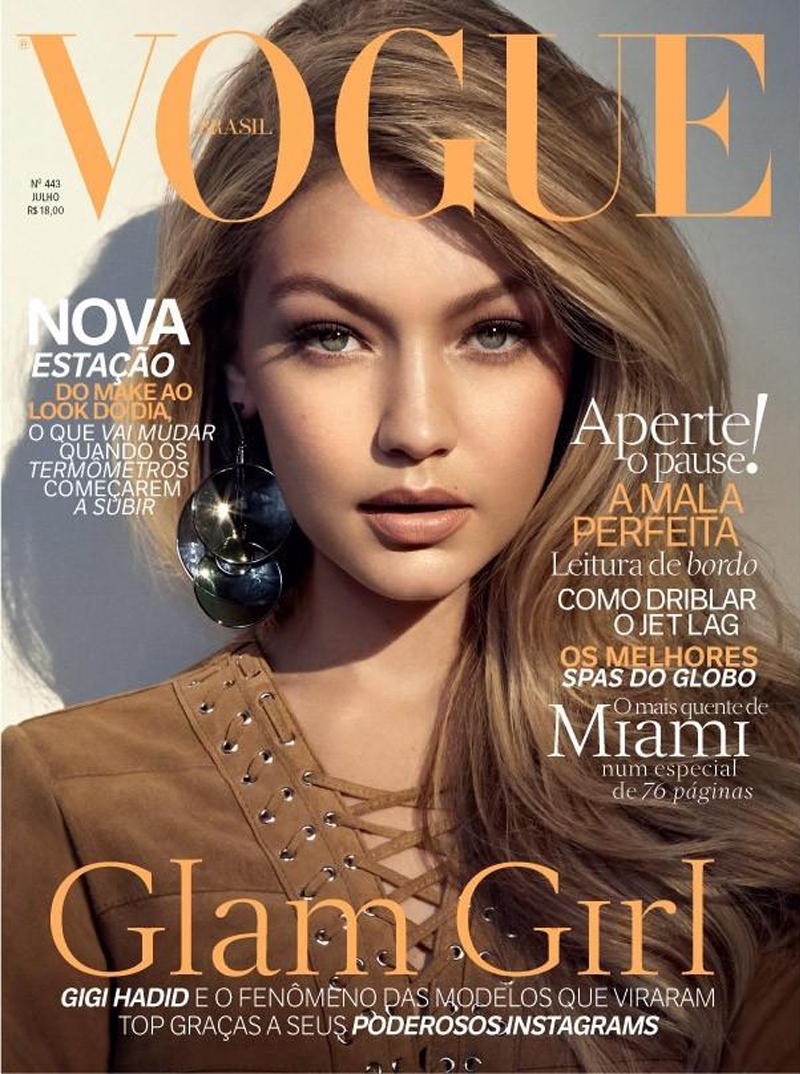 VOGUE
BRASIL
Nº 443
JULHO
R$ 18,00
NOVA
ESTAÇÃO
DO MAKE AO
LOOK DO DIA,
O QUE VAI MUDAR
QUANDO OS
TERMÔMETROS
COMEÇAREM
A SUBIR
Aperte
o pause!
A MALA
PERFEITA
Leitura de bordo
COMO DRIBLAR
O JET LAG
OS MELHORES
SPAS DO GLOBO
O mais quente de
Miami
num especial
de 76 páginas
Glam Girl
GIGI HADID E O FENÔMENO DAS MODELOS QUE VIRARAM
TOP GRAÇAS A SEUS PODEROSOS INSTAGRAMS